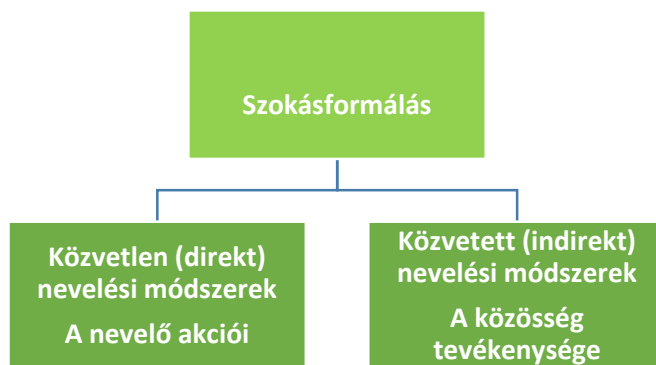 Szokásformálás
Közvetlen (direkt)
nevelési módszerek
A nevelő akciói
Közvetett (indirekt)
nevelési módszerek
A közösség
tevékenysége